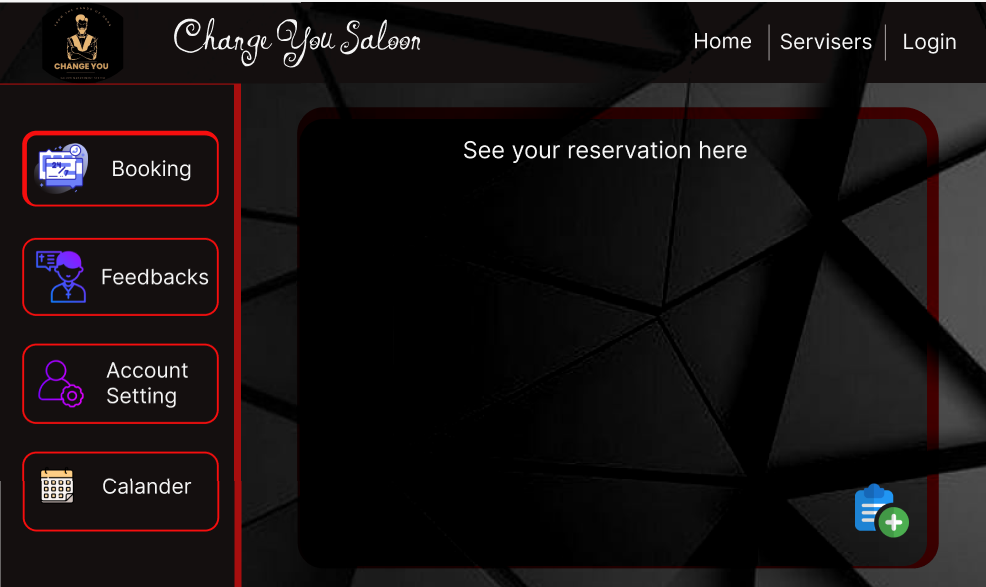 CHANGE YOU
Change You Saloon
Home
Servisers
Login
Booking
Feedbacks
Account
Setting
Calander
See your reservation here